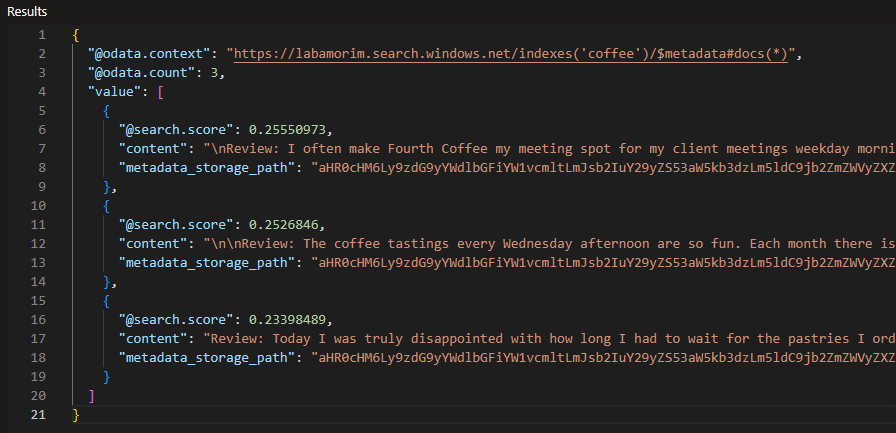 Results
1 {
2 "@odata.context": "https://labamorim.search.windows.net/indexes('coffee')/$metadata#docs(*)",
3 "@odata.count": 3,
4 "value": [
5 {
6 "@search.score": 0.25550973,
7 "content": "\nReview: I often make Fourth Coffee my meeting spot for my client meetings weekday morni
8 "metadata_storage_path": "aHR0cHM6Ly9zdG9yYWdlbGFiYW1vcmltLmJsb2IuY29yZS53aW5kb3dzLm5ldC9jb2ZmZWVyZXZ
9 },
10 {
11 "@search.score": 0.2526846,
12 "content": "\n\nReview: The coffee tastings every Wednesday afternoon are so fun. Each month there is
13 "metadata_storage_path": "aHR0cHM6Ly9zdG9yYWdlbGFiYW1vcmltLmJsb2IuY29yZS53aW5kb3dzLm5ldC9jb2ZmZWVyZXZ
14 },
15 {
16 "@search.score": 0.23398489,
17 "content": "Review: Today I was truly disappointed with how long I had to wait for the pastries I ord
18 "metadata_storage_path": "aHR0cHM6Ly9zdG9yYWdlbGFiYW1vcmltLmJsb2IuY29yZS53aW5kb3dzLm5ldC9jb2ZmZWVyZXZ
19 }
20 ]
21 }